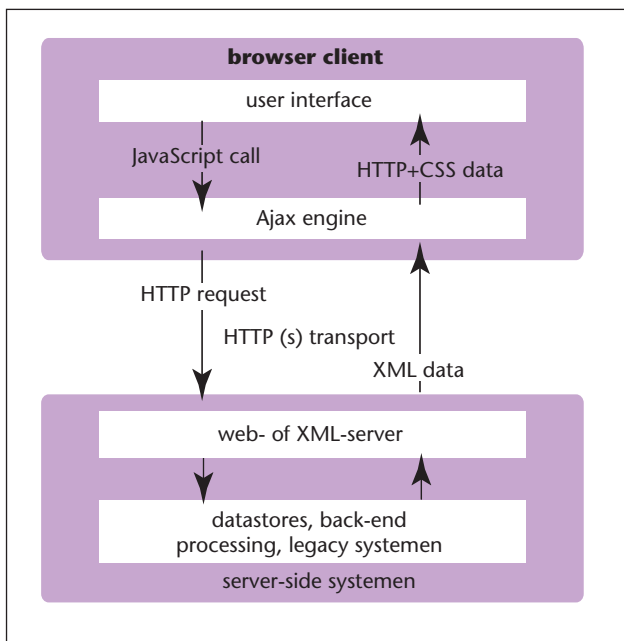 browser client
user interface
JavaScript call
HTTP+CSS data
Ajax engine
HTTP request
HTTP (s) transport
XML data
web- of XML-server
datastores, back-end
processing, legacy systemen
server-side systemen